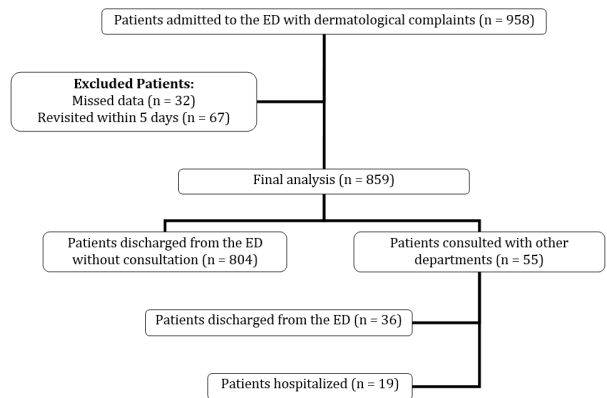 Patients admitted to the ED with dermatological complaints (n = 958)
Excluded Patients:
Missed data (n = 32)
Revisited within 5 days (n = 67)
Final analysis (n = 859)
Patients discharged from the ED
without consultation (n = 804)
Patients consulted with other
departments (n = 55)
Patients discharged from the ED (n = 36)
Patients hospitalized (n = 19)